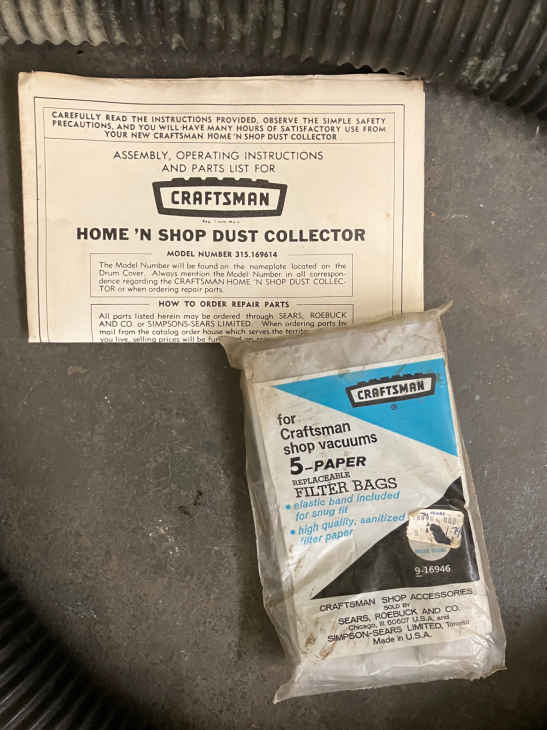 CAREFULLY READ THE INSTRUCTIONS PROVIDED, OBSERVE THE SIMPLE SAFETY
PRECAUTIONS, AND YOU WILL HAVE MANY HOURS OF SATISFACTORY USE FROM
YOUR NEW CRAFTSMAN HOME 'N SHOP DUST COLLECTOR
ASSEMBLY, OPERATING INSTRUCTIONS
AND PARTS LIST FOR
CRAFTSMAN
HOME 'N SHOP DUST COLLECTOR
MODEL NUMBER 315.169614
The Model Number will be found on the nameplate located on the
Drum Cover. Always mention the Model Number in all correspon-
dence regarding the CRAFTSMAN HOME 'N SHOP DUST COLLEC-
TOR or when ordering repair parts.
HOW TO ORDER REPAIR PARTS
All parts listed herein may be ordered through SEARS, ROEBUCK
AND CO. or SIMPSONS-SEARS LIMITED. When ordering parts by
mail from the catalog order house which serves the
you live, selling prices will be
CRAFTSMAN
®
for
Craftsman
shop vacuums
5-PAPER
REPLACEABLE
FILTER BAGS
• elastic band included
for snug fit
• high quality, sanitized
filter paper
9-16946
CRAFTSMAN SHOP ACCESSORIES
SOLD BY
SEARS, ROEBUCK AND CO.
Chicago, Ill 60607 U.S.A. and
SIMPSON-SEARS LIMITED, Toronto
Made in U.S.A.